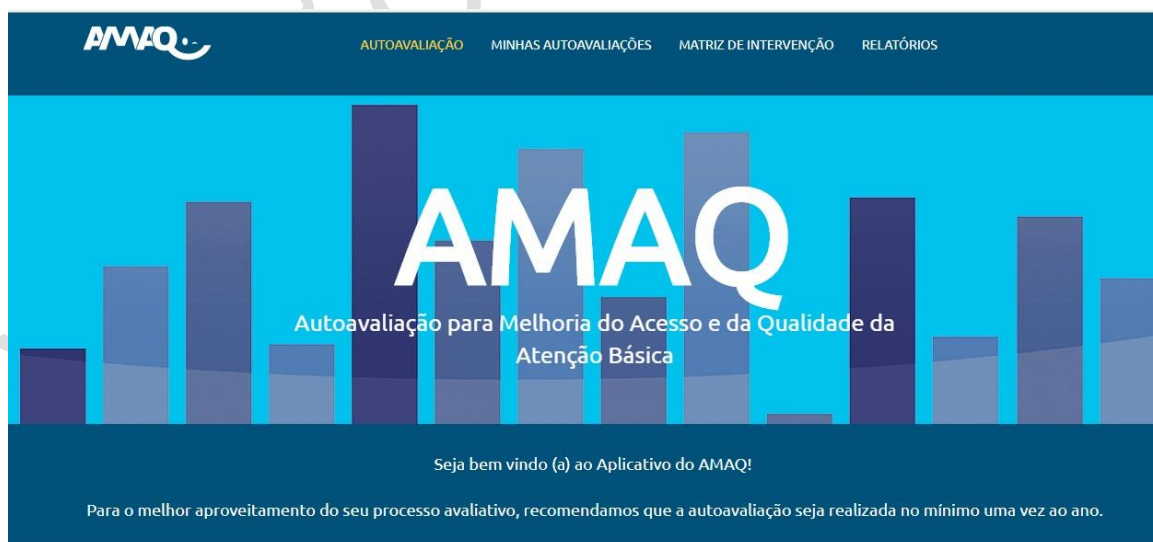 AMAQ
AUTOAVALIAÇÃO MINHAS AUTOAVALIAÇÕES MATRIZ DE INTERVENÇÃO RELATÓRIOS
AMAQ
Autoavaliação para Melhoria do Acesso e da Qualidade da
Atenção Básica
Seja bem vindo (a) ao Aplicativo do AMAQ!
Para o melhor aproveitamento do seu processo avaliativo, recomendamos que a autoavaliação seja realizada no mínimo uma vez ao ano.